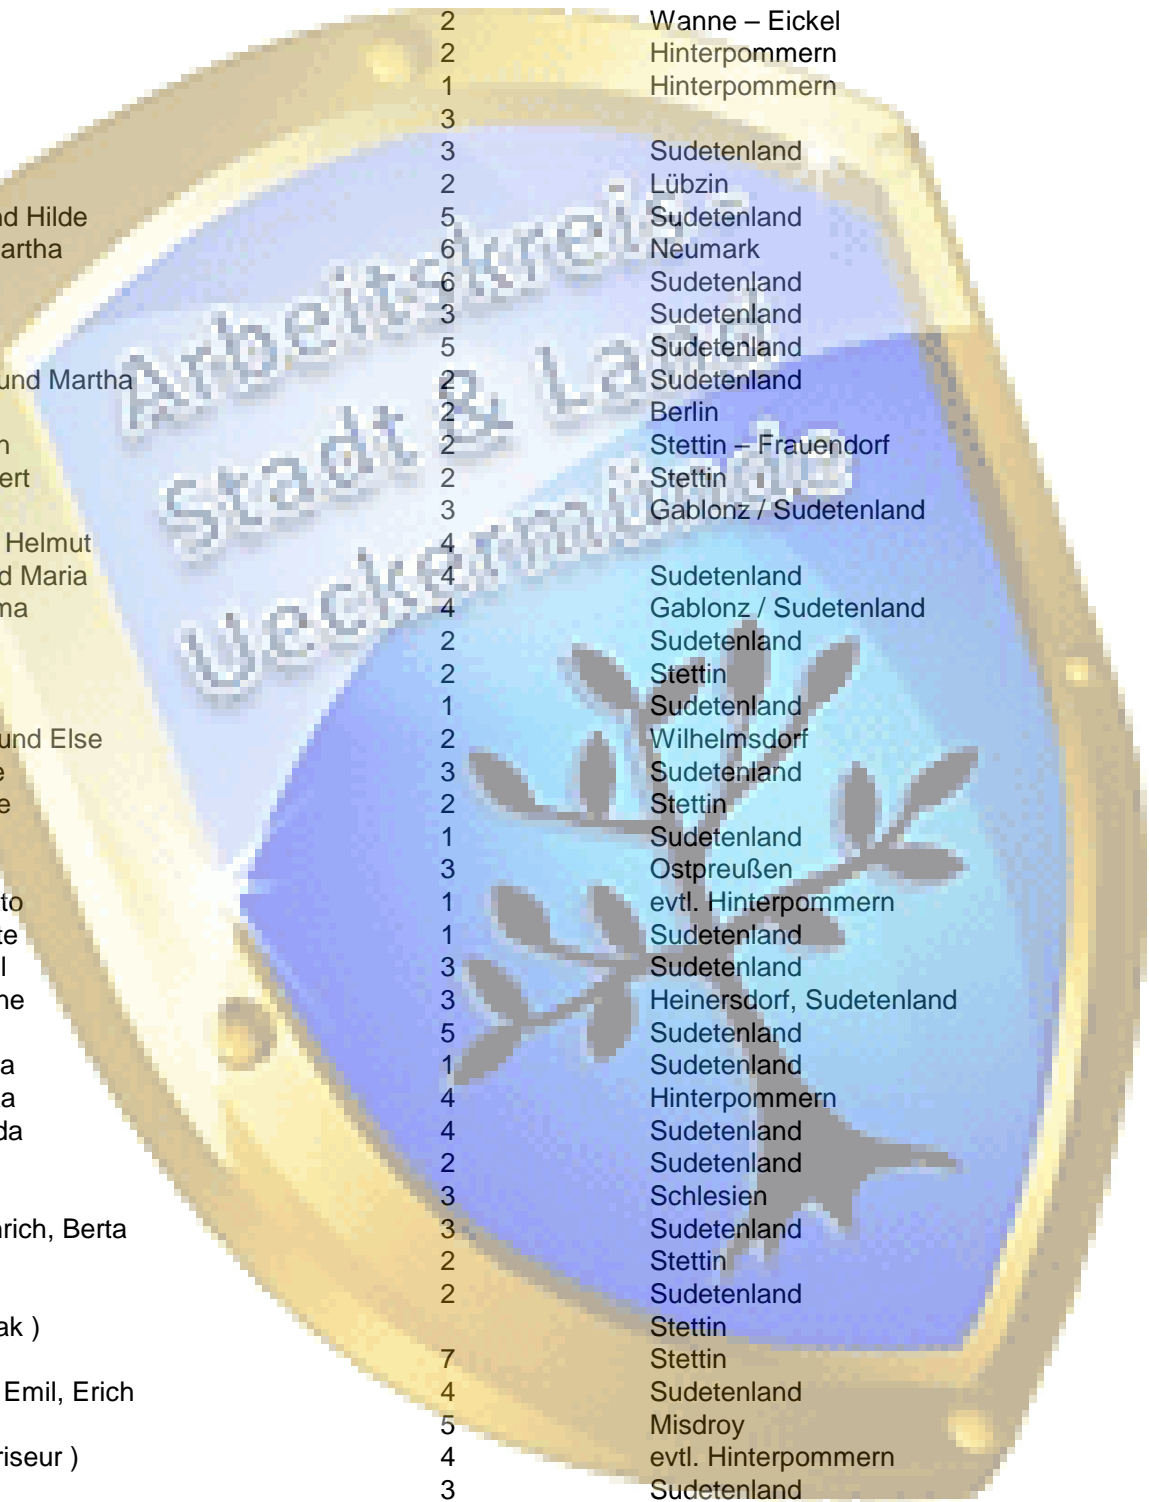 2 Wanne – Eickel
2 Hinterpommern
1 Hinterpommern
3
3 Sudetenland
2 Lübzin
nd Hilde 5 Sudetenland
artha 6 Neumark
6 Sudetenland
3 Sudetenland
5 Sudetenland
und Martha 2 Sudetenland
2 Berlin
n 2 Stettin – Frauendorf
ert 2 Stettin
3 Gablonz / Sudetenland
Helmut 4
d Maria 4 Sudetenland
ma 4 Gablonz / Sudetenland
2 Sudetenland
2 Stettin
1 Sudetenland
und Else 2 Wilhelmsdorf
e 3 Sudetenland
e 2 Stettin
1 Sudetenland
3 Ostpreußen
to 1 evtl. Hinterpommern
te 1 Sudetenland
l 3 Sudetenland
ne 3 Heinersdorf, Sudetenland
5 Sudetenland
a 1 Sudetenland
a 4 Hinterpommern
da 4 Sudetenland
2 Sudetenland
3 Schlesien
rich, Berta 3 Sudetenland
2 Stettin
2 Sudetenland
ak ) Stettin
7 Stettin
Emil, Erich 4 Sudetenland
5 Misdroy
riseur ) 4 evtl. Hinterpommern
3 Sudetenland
Arbeitskreis -
Stadt & Land
Ueckermünde